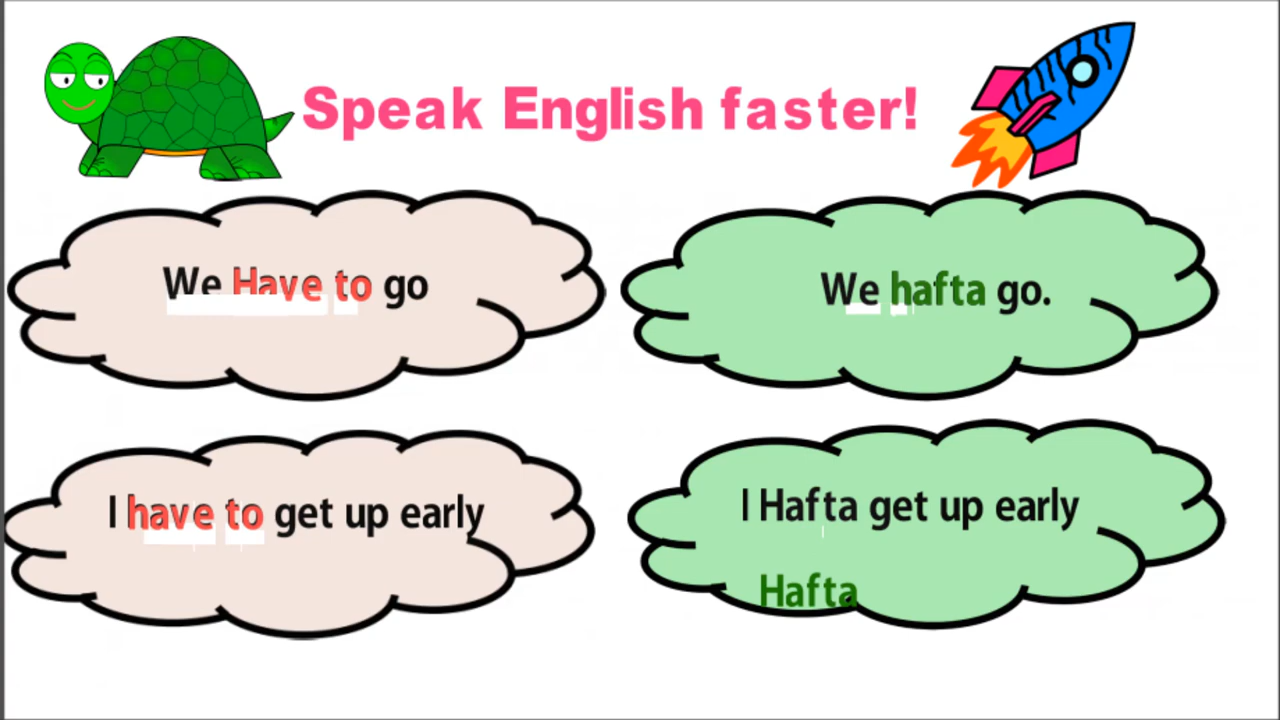 Speak English faster!
We Have to go
We hafta go.
I have to get up early
I Hafta get up early
Hafta